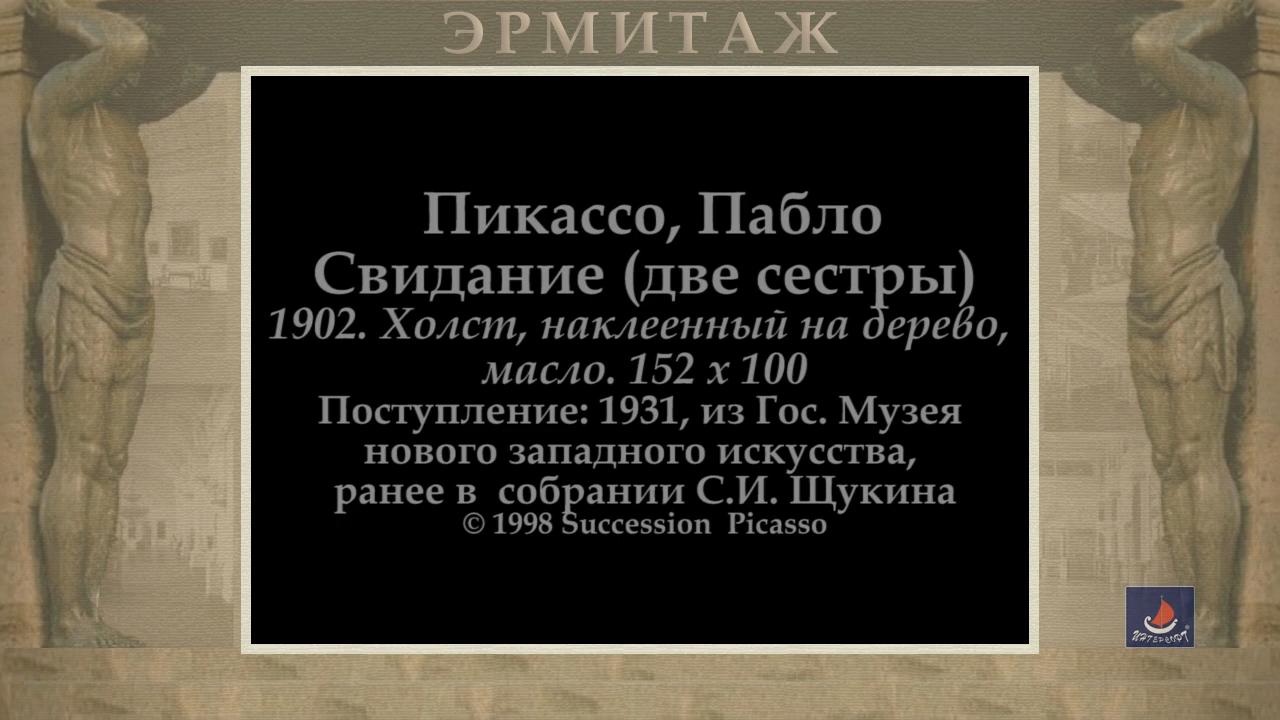 ЭРМИТАЖ
Пикассо, Пабло
Свидание (две сестры)
1902. Холст, наклеенный на дерево,
масло. 152 x 100
Поступление: 1931, из Гос. Музея
нового западного искусства,
ранее в собрании С.И. Щукина
© 1998 Succession Picasso
ИНТЕРСОФТ®